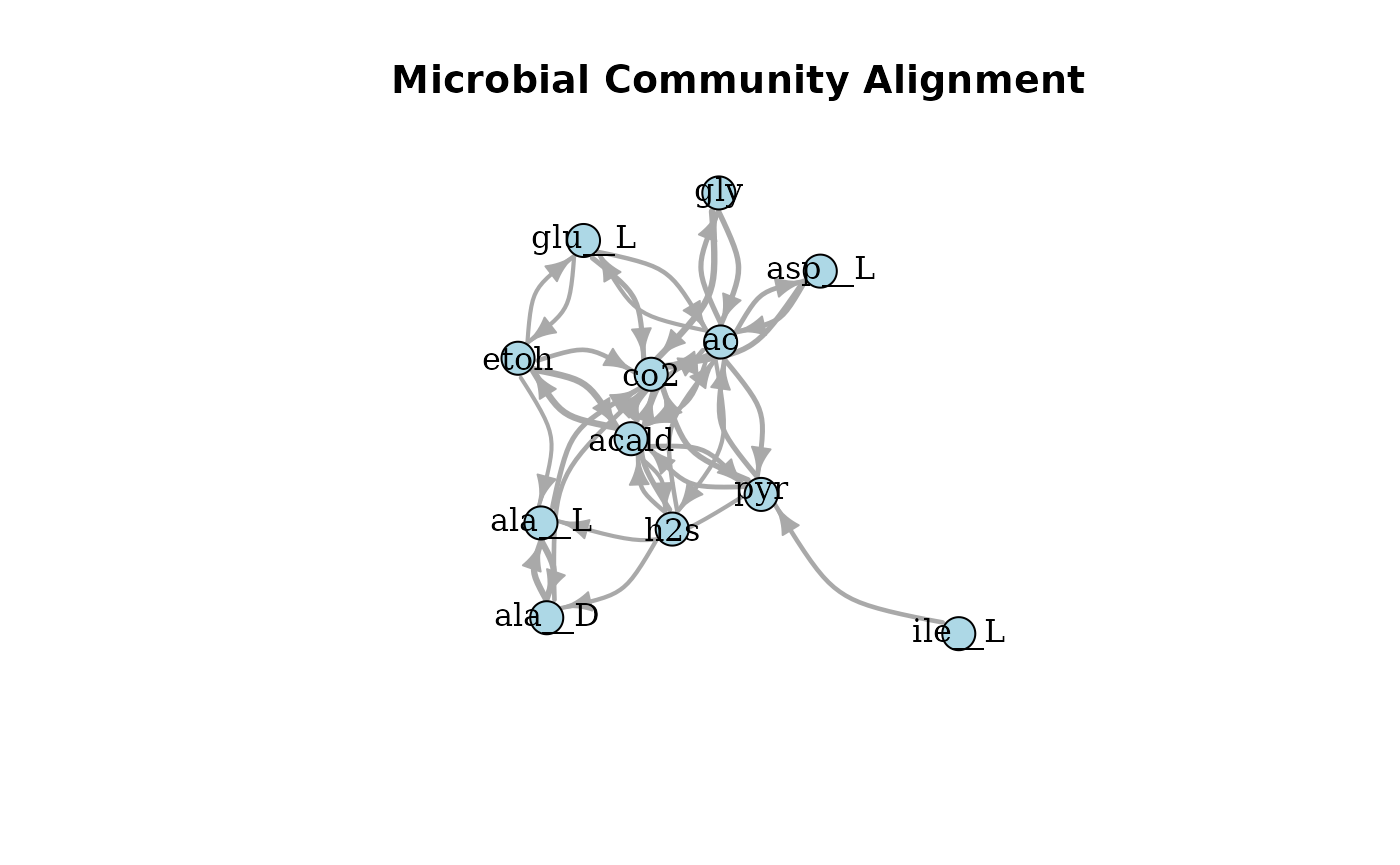 Microbial Community Alignment
gly
glu__L
asp__L
ac
etoh
co2
acald
pyr
ala__L
h2s
ala__D
ile__L